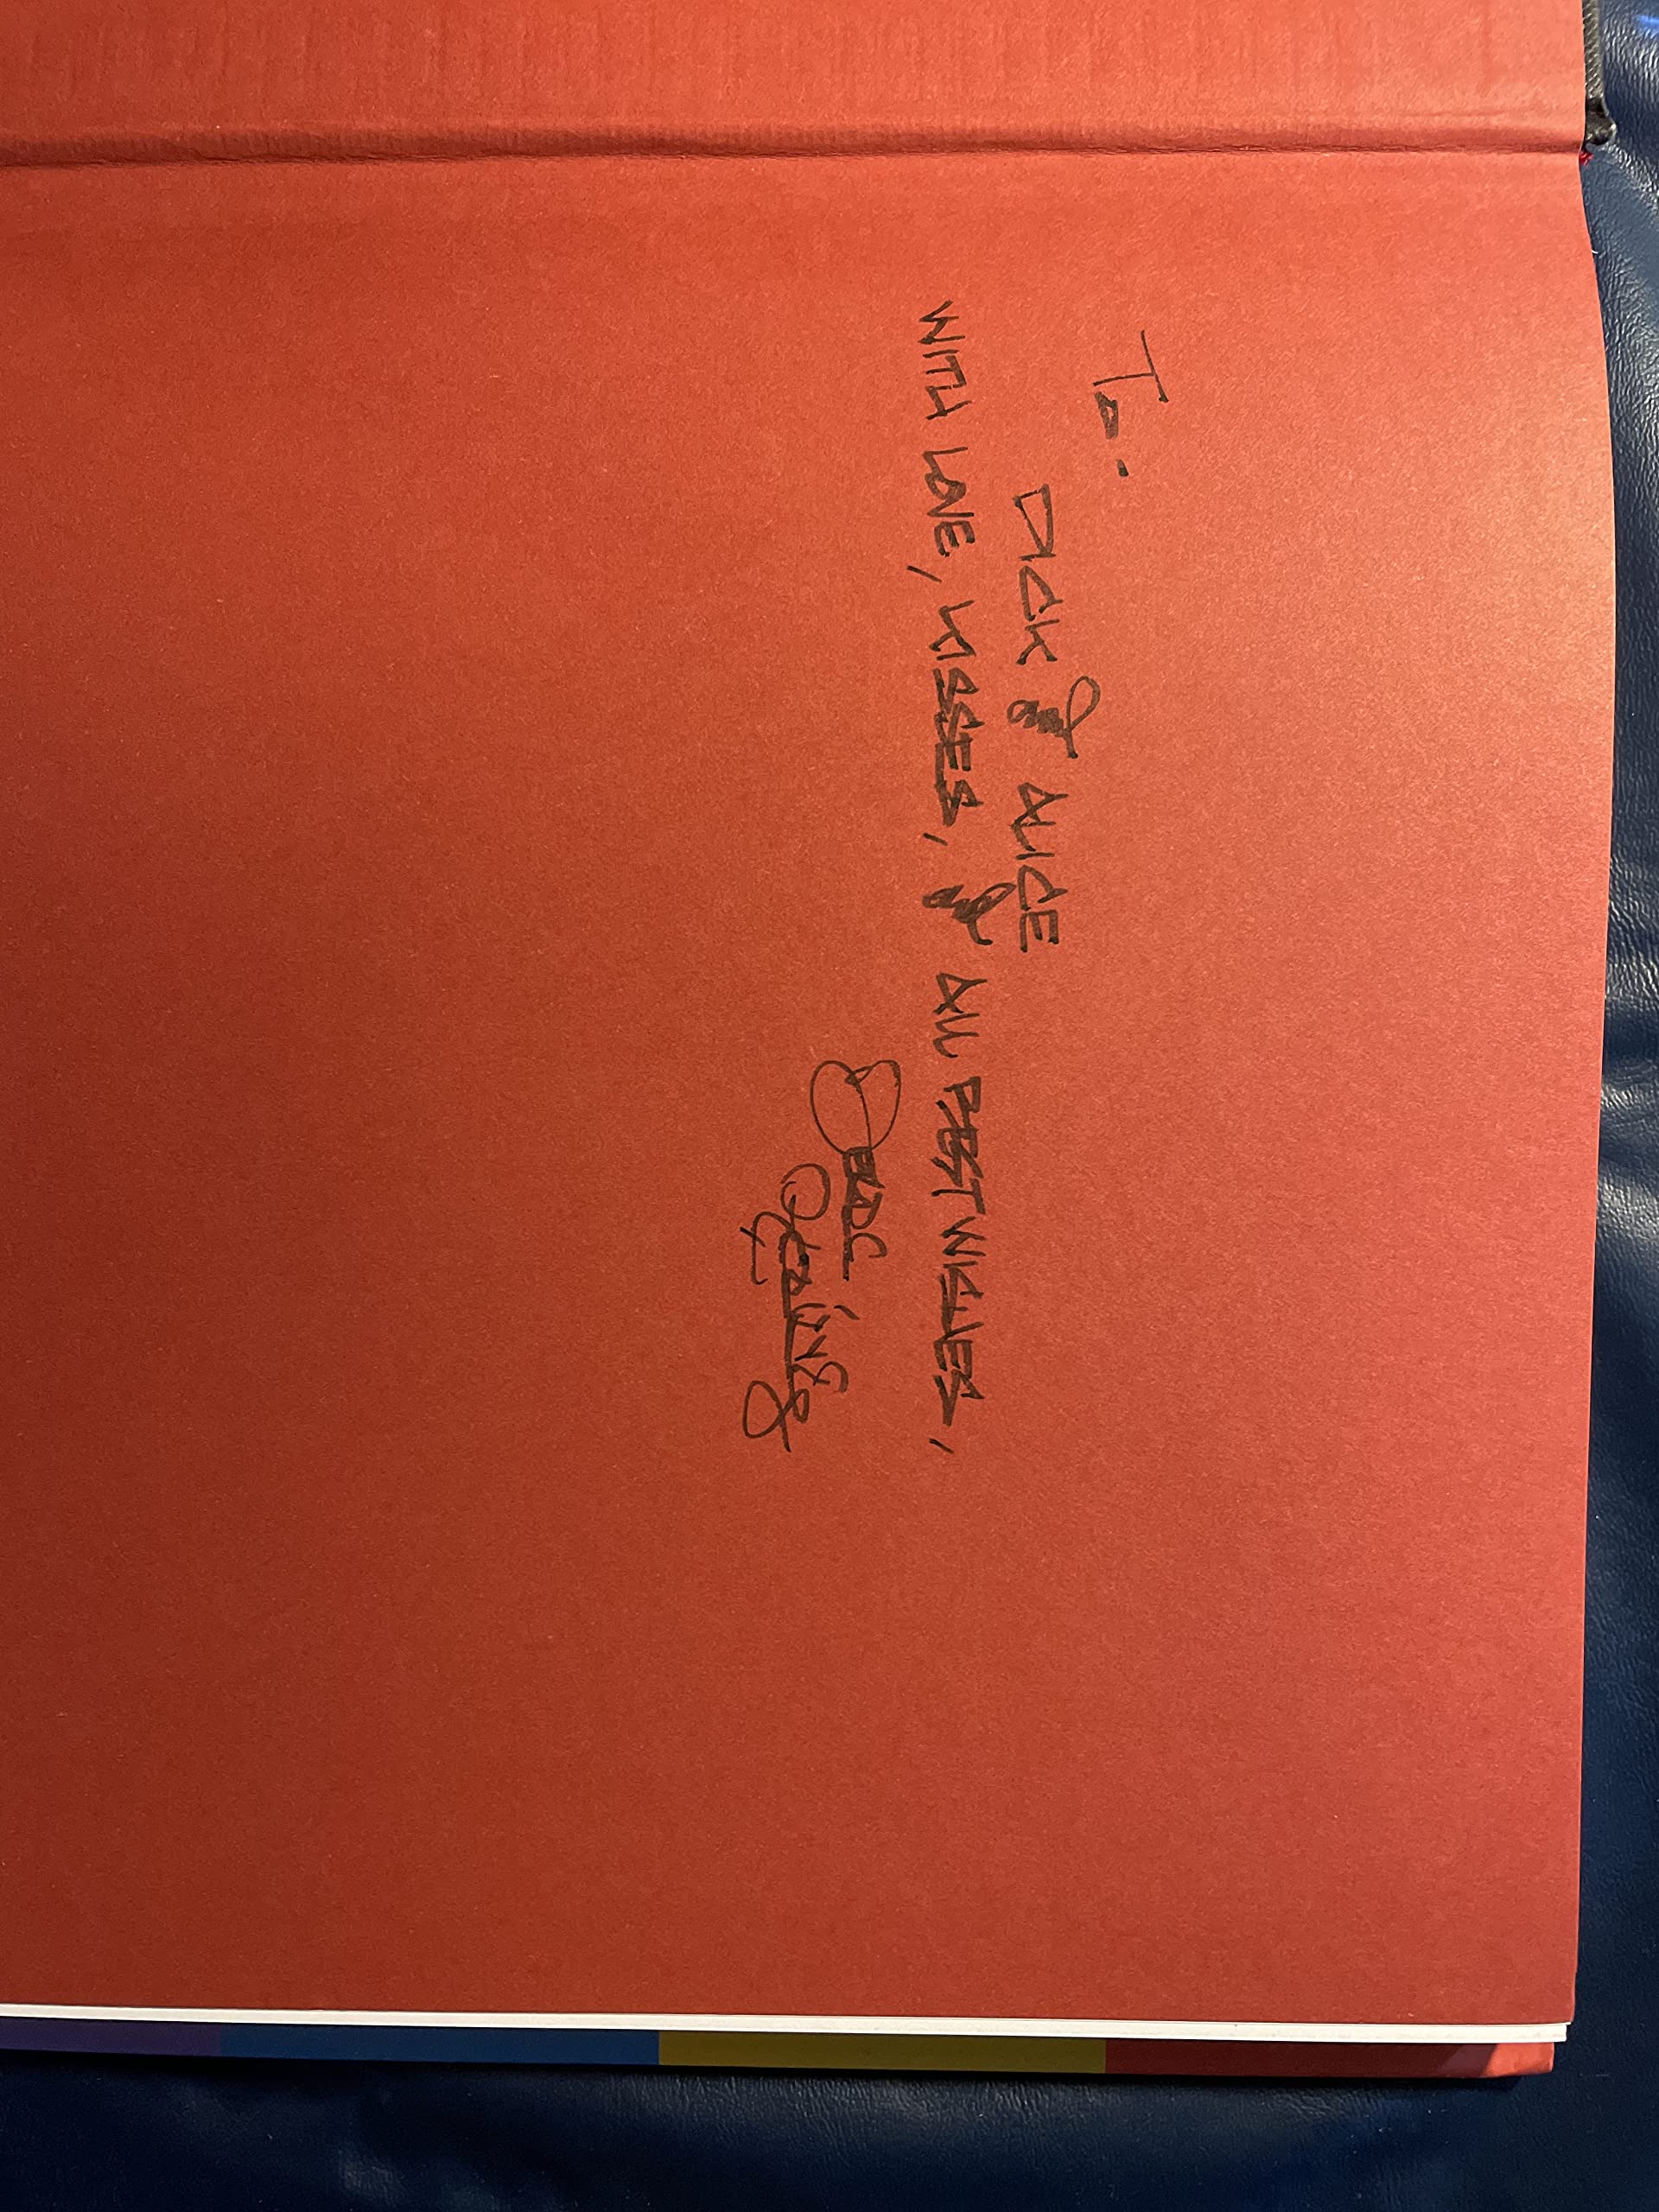 To:
DICK & ALICE
WITH LOVE, KISSES, & ALL BEST WISHES,